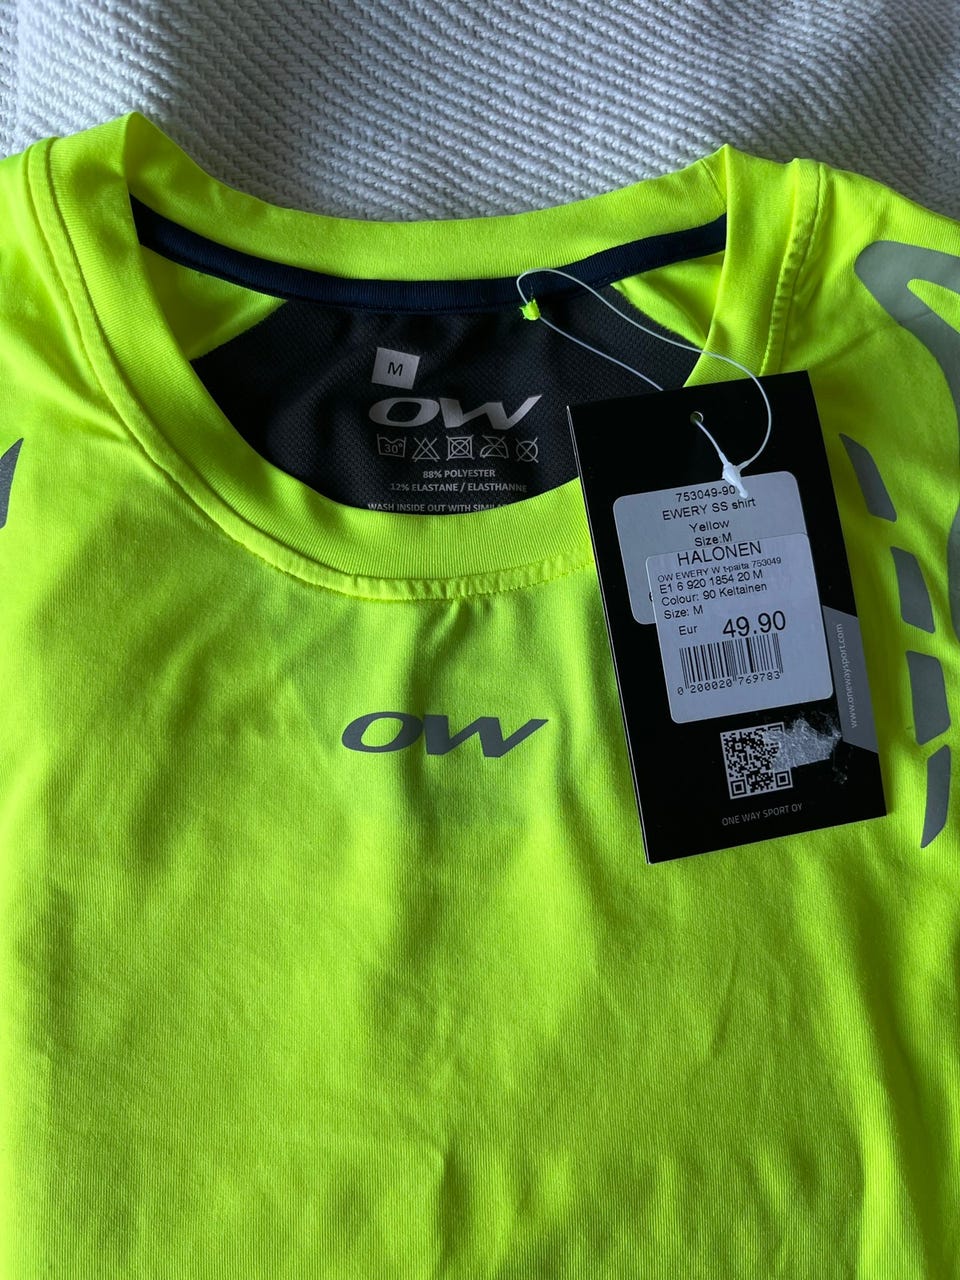 M
OW
30°
88% POLYESTER
12% ELASTANE / ELASTHANNE
WASH INSIDE OUT WITH
OW
753049-90
EWERY SS shirt
Yellow
Size:M
HALONEN
OW EWERY W t-paita 753049
E1 6 920 1854 20 M
Colour: 90 Keltainen
Size: M
Eur 49.90
0 200020 769783
www.onewaysport.com
ONE WAY SPORT OY